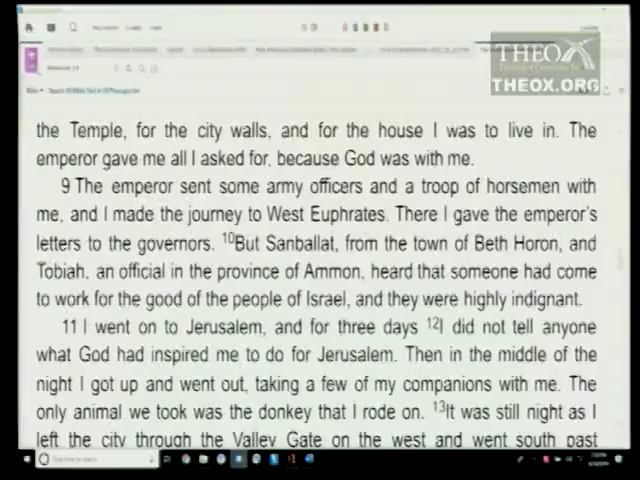 THEOX
THEOX.ORG
the Temple, for the city walls, and for the house I was to live in. The
emperor gave me all I asked for, because God was with me.
9 The emperor sent some army officers and a troop of horsemen with
me, and I made the journey to West Euphrates. There I gave the emperor's
letters to the governors. 10But Sanballat, from the town of Beth Horon, and
Tobiah, an official in the province of Ammon, heard that someone had come
to work for the good of the people of Israel, and they were highly indignant.
11 I went on to Jerusalem, and for three days 12I did not tell anyone
what God had inspired me to do for Jerusalem. Then in the middle of the
night I got up and went out, taking a few of my companions with me. The
only animal we took was the donkey that I rode on. 13It was still night as I
left the city through the Valley Gate on the west and went south past